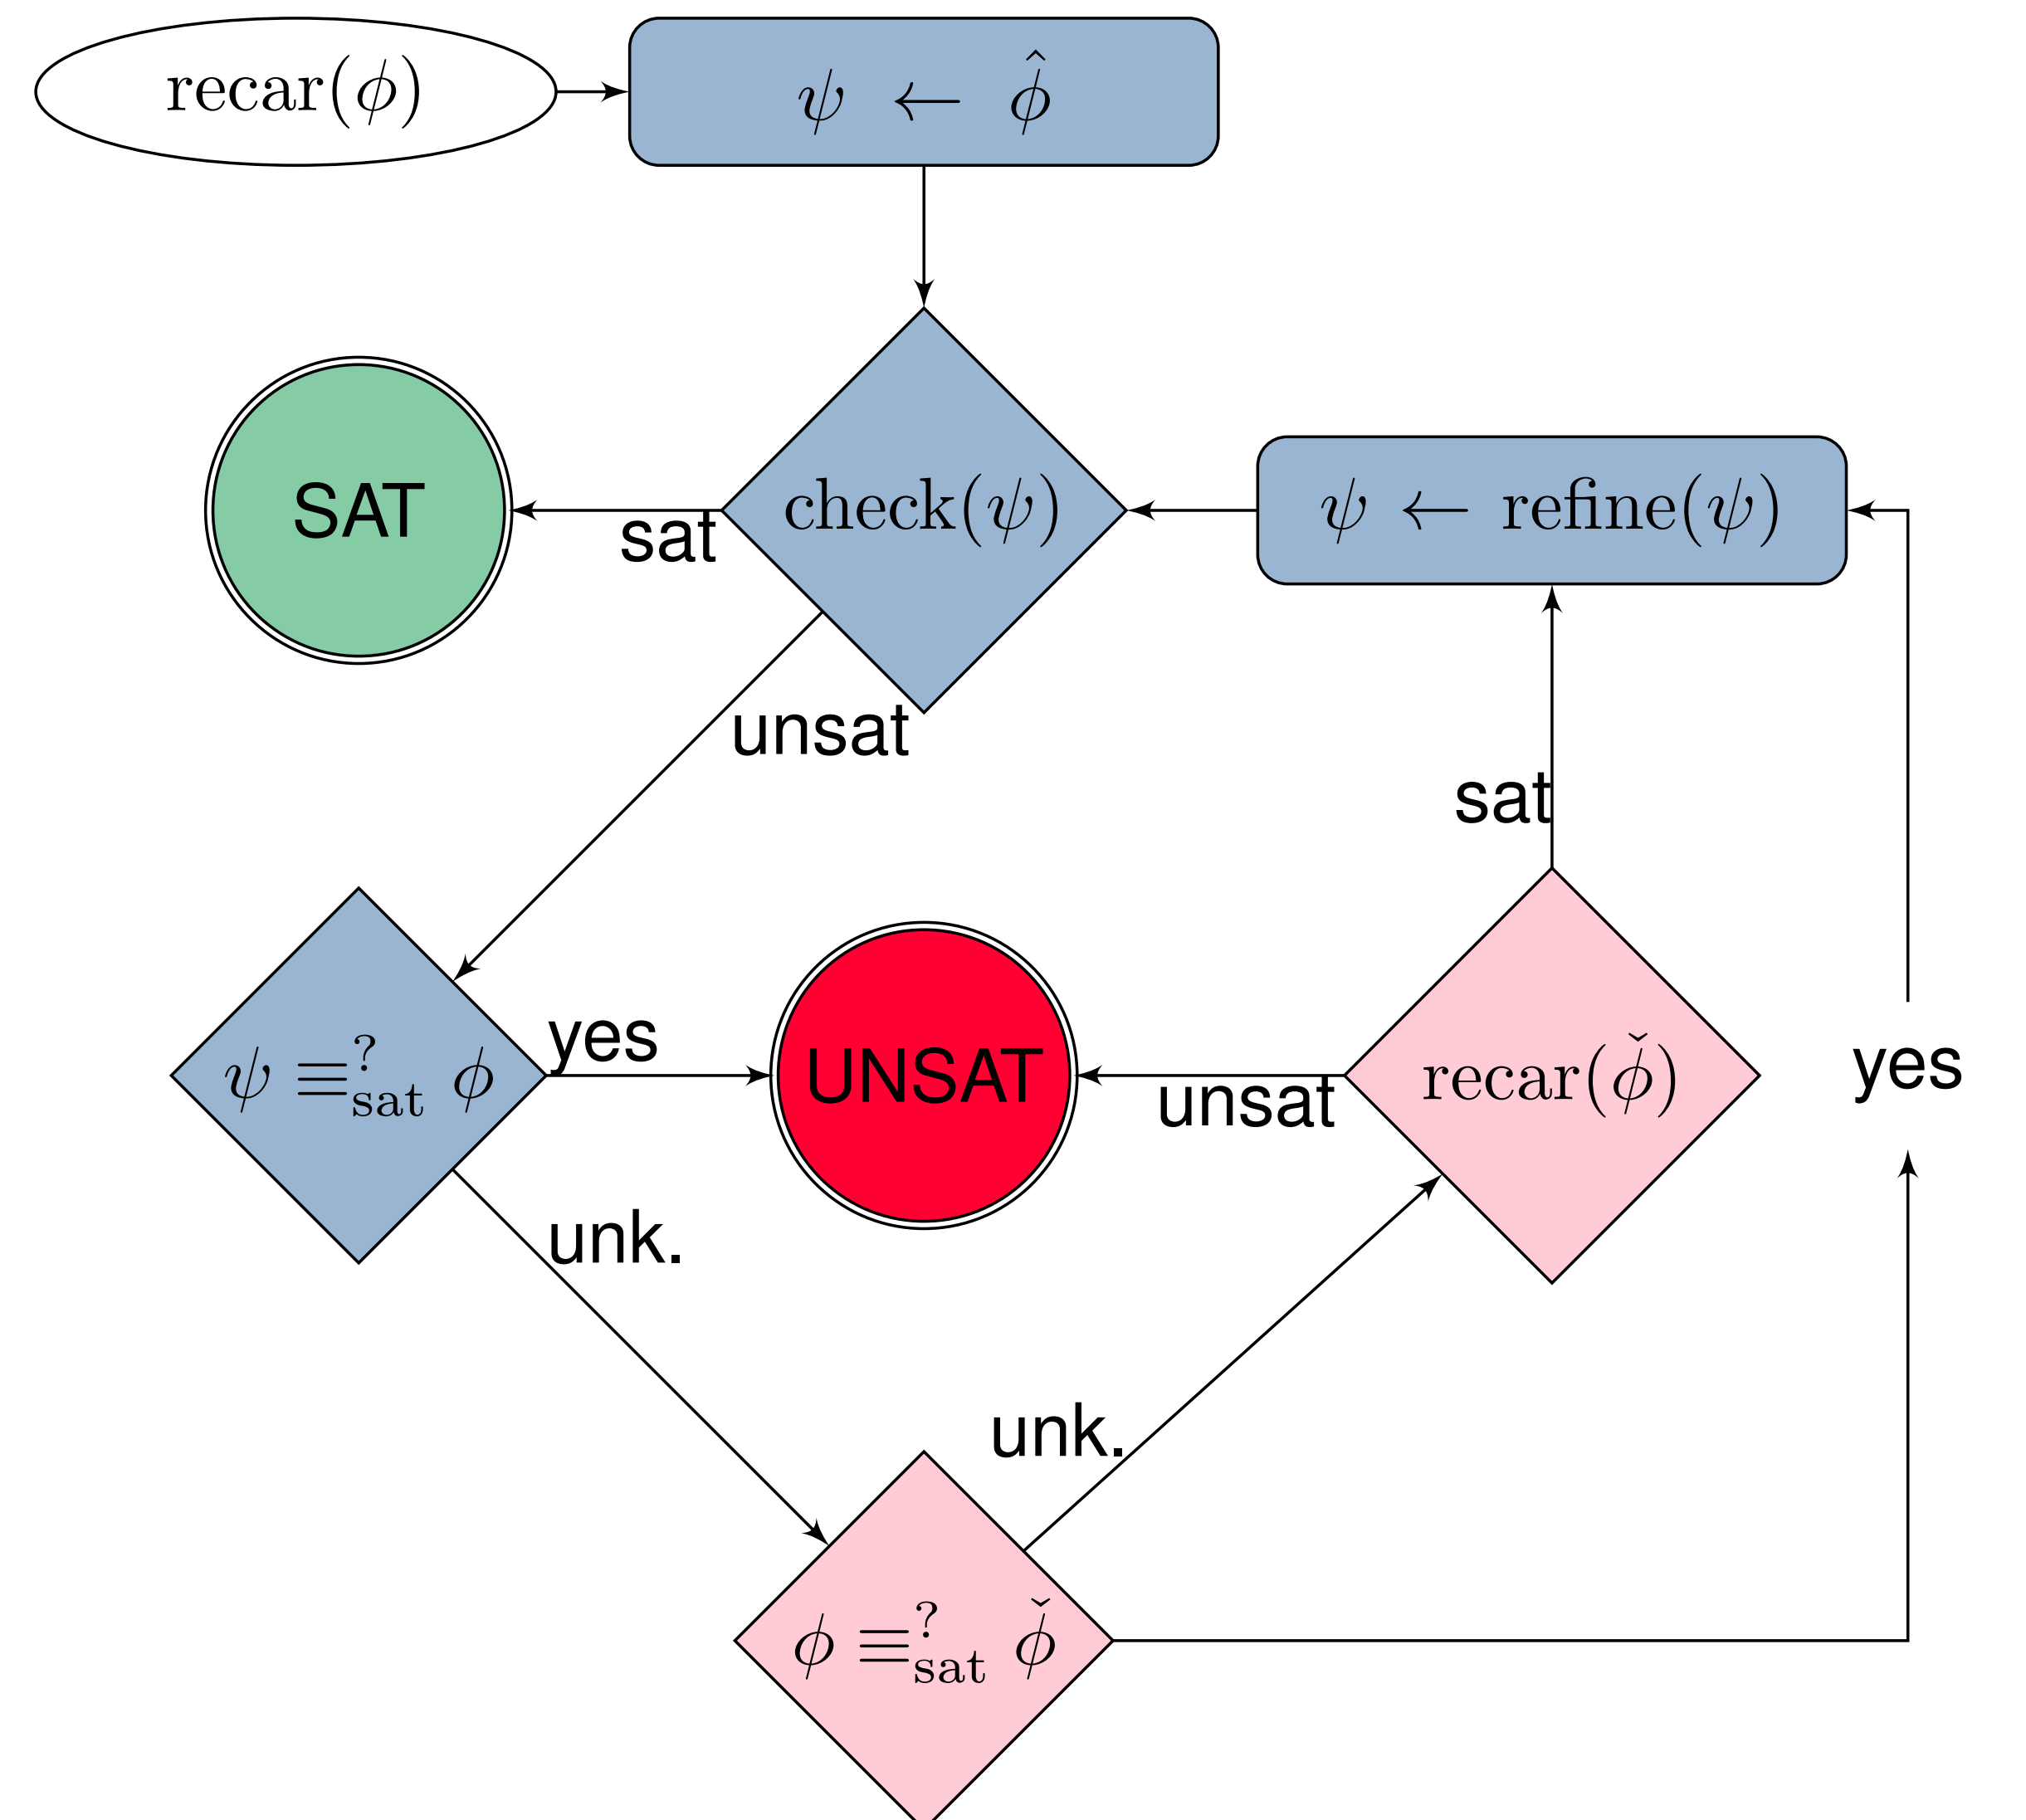 recar(ϕ)
ψ ← ϕ̂
SAT
sat
check(ψ)
ψ ← refine(ψ)
unsat
sat
ψ ≡?sat ϕ
yes
UNSAT
unsat
recar(ϕ̌)
yes
unk.
unk.
ϕ ≡?sat ϕ̌